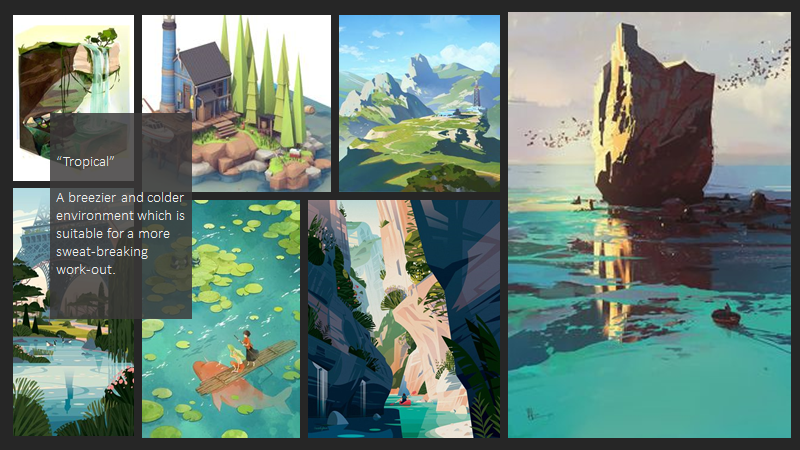 “Tropical”
A breezier and colder
environment which is
suitable for a more
sweat-breaking
work-out.